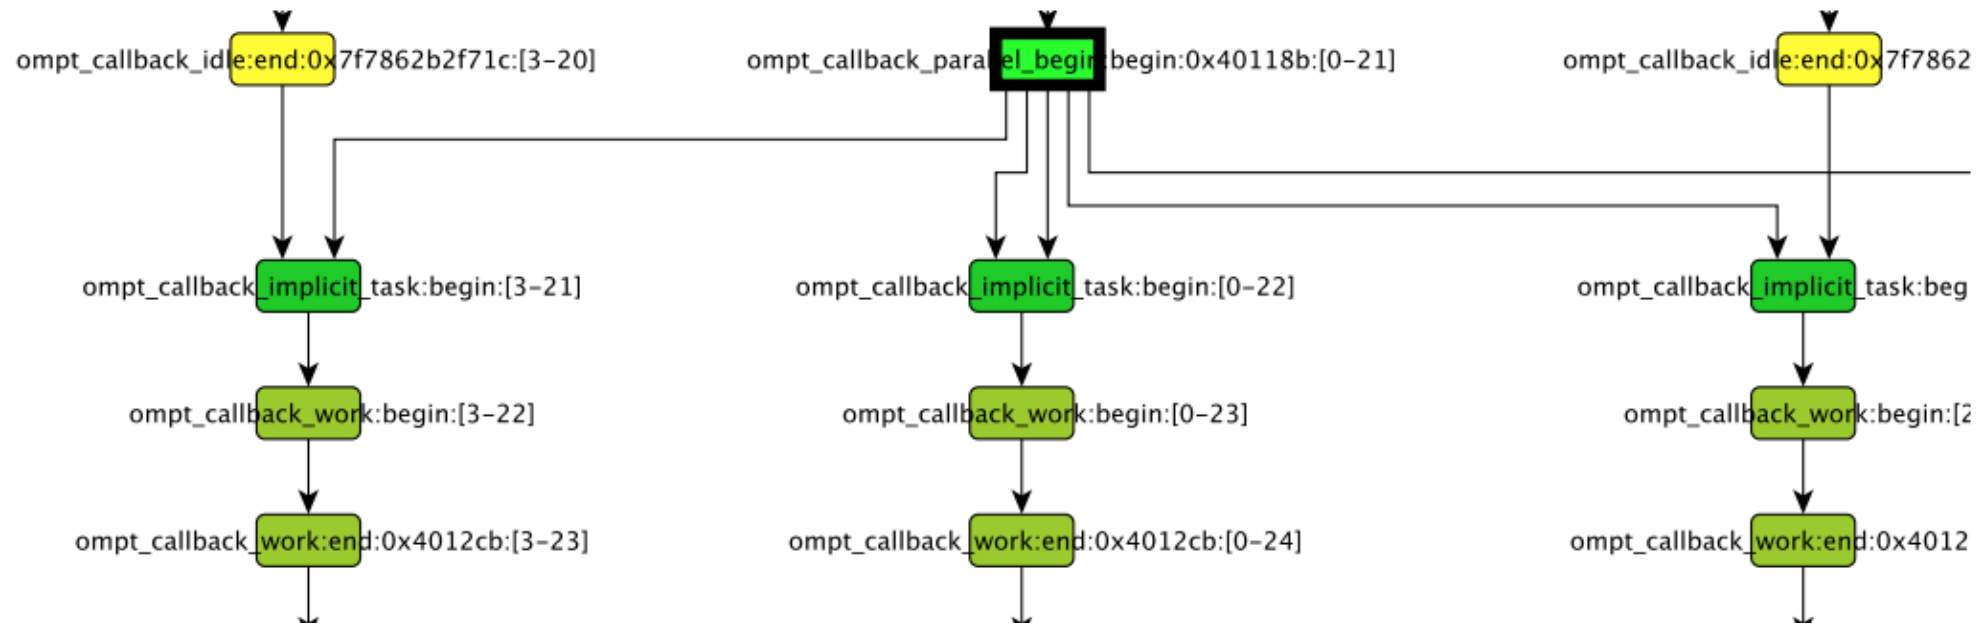 ompt_callback_idle:end:0x7f7862b2f71c:[3-20]
ompt_callback_parallel_begin:begin:0x40118b:[0-21]
ompt_callback_idle:end:0x7f7862
ompt_callback_implicit_task:begin:[3-21]
ompt_callback_implicit_task:begin:[0-22]
ompt_callback_implicit_task:beg
ompt_callback_work:begin:[3-22]
ompt_callback_work:begin:[0-23]
ompt_callback_work:begin:[2
ompt_callback_work:end:0x4012cb:[3-23]
ompt_callback_work:end:0x4012cb:[0-24]
ompt_callback_work:end:0x4012